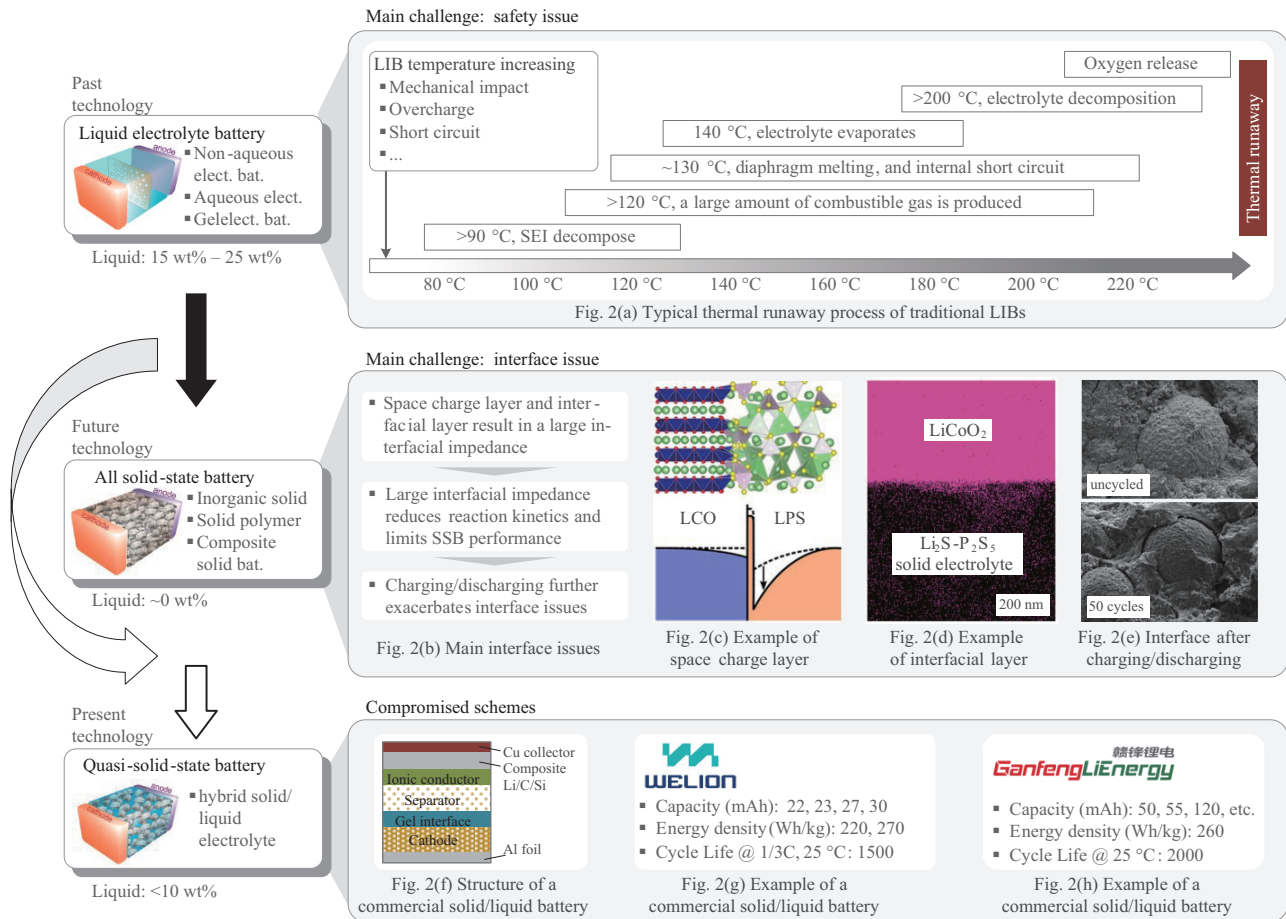 Main challenge: safety issue
Past
technology
Liquid electrolyte battery
anode
cathode
▪ Non-aqueous
elect. bat.
▪ Aqueous elect.
▪ Gelelect. bat.
Liquid: 15 wt% – 25 wt%
LIB temperature increasing
▪ Mechanical impact
▪ Overcharge
▪ Short circuit
▪ ...
Oxygen release
>200 °C, electrolyte decomposition
140 °C, electrolyte evaporates
~130 °C, diaphragm melting, and internal short circuit
>120 °C, a large amount of combustible gas is produced
>90 °C, SEI decompose
Thermal runaway
80 °C 100 °C 120 °C 140 °C 160 °C 180 °C 200 °C 220 °C
Fig. 2(a) Typical thermal runaway process of traditional LIBs
Main challenge: interface issue
Future
technology
All solid-state battery
anode
cathode
▪ Inorganic solid
▪ Solid polymer
▪ Composite
solid bat.
Liquid: ~0 wt%
▪ Space charge layer and inter-
facial layer result in a large in-
terfacial impedance
▪ Large interfacial impedance
reduces reaction kinetics and
limits SSB performance
▪ Charging/discharging further
exacerbates interface issues
Fig. 2(b) Main interface issues
LCO LPS
Fig. 2(c) Example of
space charge layer
LiCoO₂
Li₂S-P₂S₅
solid electrolyte
200 nm
Fig. 2(d) Example
of interfacial layer
uncycled
50 cycles
Fig. 2(e) Interface after
charging/discharging
Compromised schemes
Present
technology
Quasi-solid-state battery
anode
cathode
▪ hybrid solid/
liquid
electrolyte
Liquid: <10 wt%
Cu collector
Composite
Li/C/Si
Ionic conductor
Separator
Gel interface
Cathode
Al foil
Fig. 2(f) Structure of a
commercial solid/liquid battery
WELION
▪ Capacity (mAh): 22, 23, 27, 30
▪ Energy density (Wh/kg): 220, 270
▪ Cycle Life @ 1/3C, 25 °C: 1500
Fig. 2(g) Example of a
commercial solid/liquid battery
赣锋锂电
GanfengLiEnergy
▪ Capacity (mAh): 50, 55, 120, etc.
▪ Energy density (Wh/kg): 260
▪ Cycle Life @ 25 °C: 2000
Fig. 2(h) Example of a
commercial solid/liquid battery